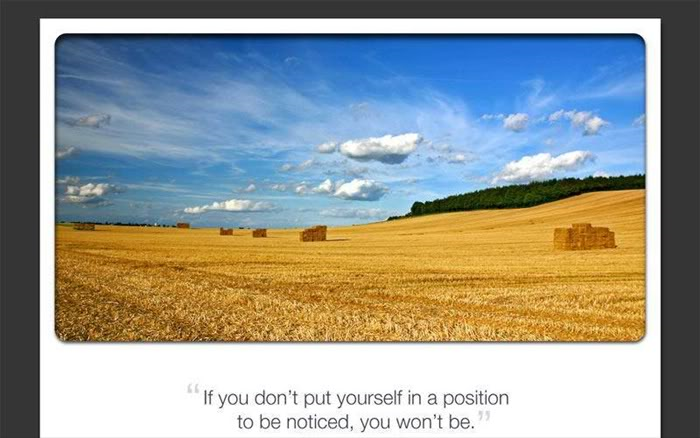 “If you don’t put yourself in a position
to be noticed, you won’t be.”